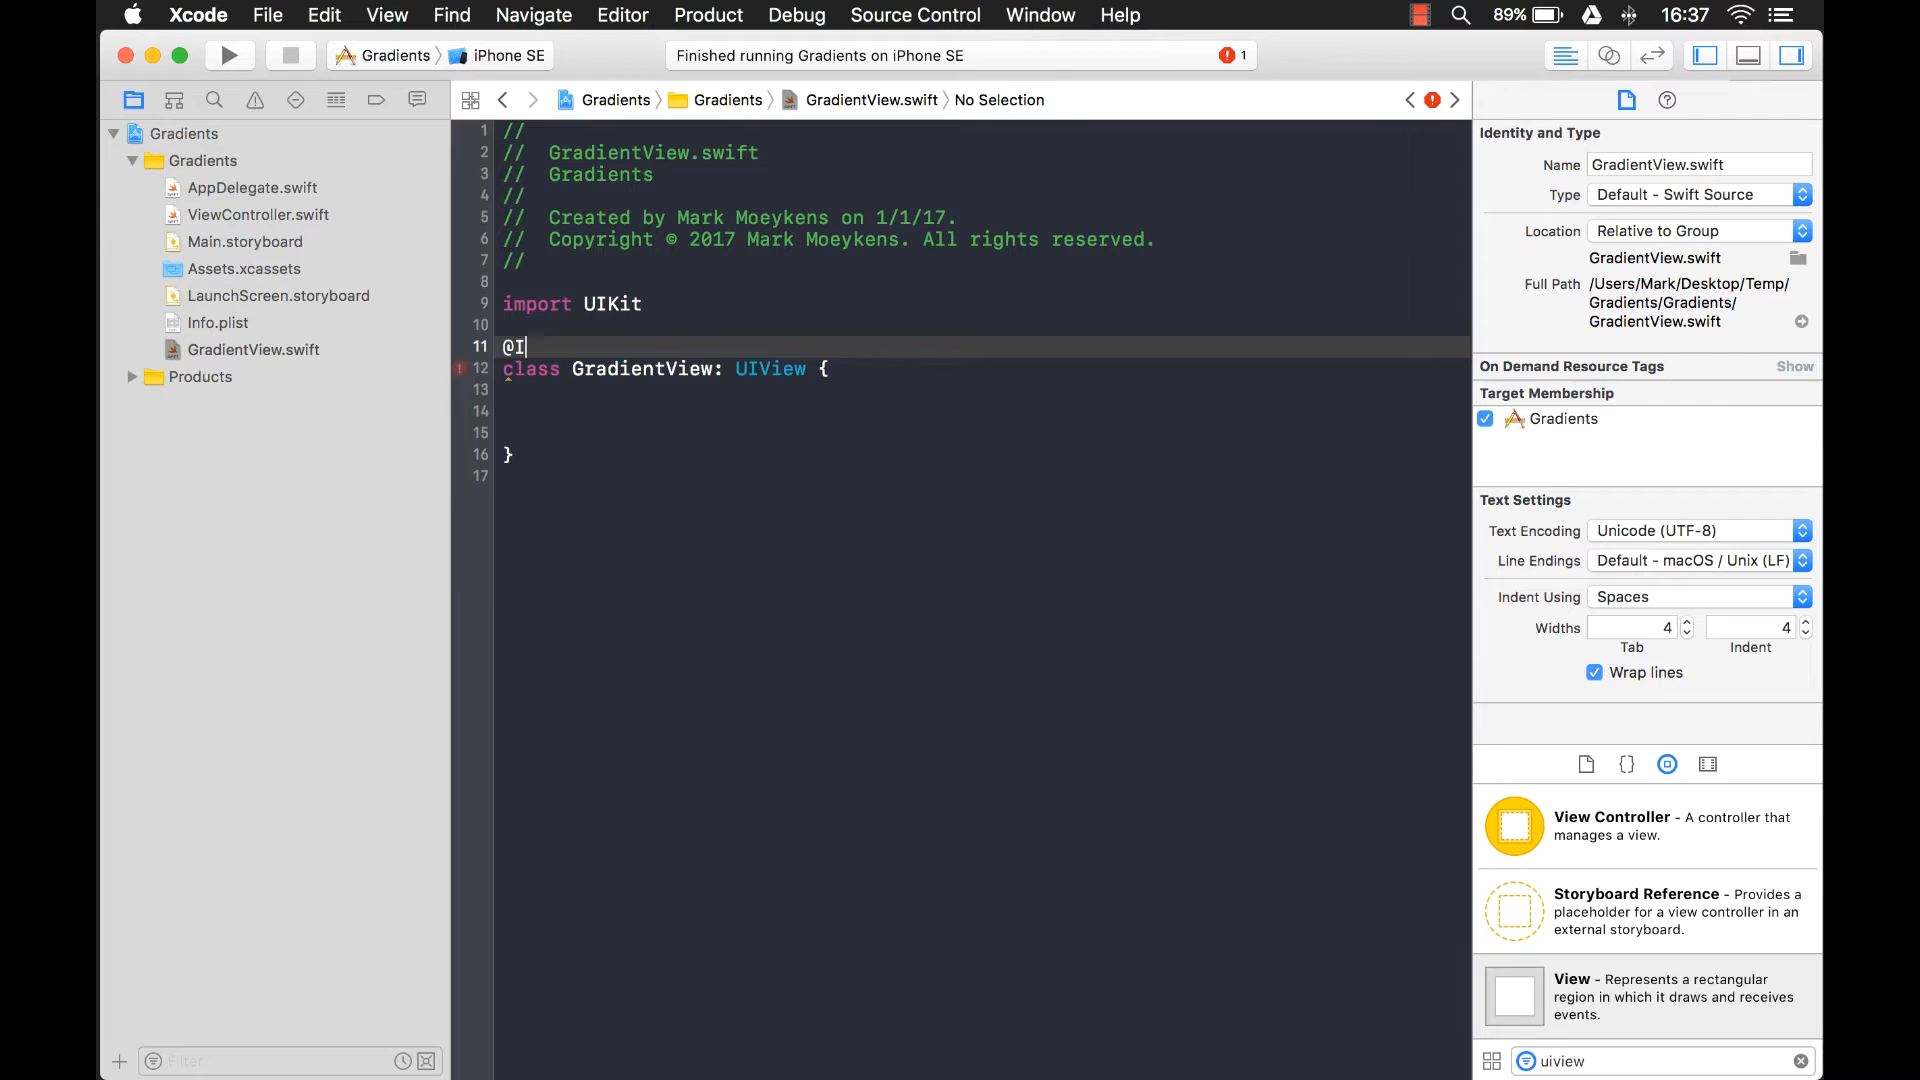 Xcode File Edit View Find Navigate Editor Product Debug Source Control Window Help 89% 16:37
Gradients iPhone SE Finished running Gradients on iPhone SE 1
Gradients Gradients GradientView.swift No Selection
Gradients
Gradients
AppDelegate.swift
ViewController.swift
Main.storyboard
Assets.xcassets
LaunchScreen.storyboard
Info.plist
GradientView.swift
Products
Filter
1 //
2 // GradientView.swift
3 // Gradients
4 //
5 // Created by Mark Moeykens on 1/1/17.
6 // Copyright © 2017 Mark Moeykens. All rights reserved.
7 //
8
9 import UIKit
10
11 @I
12 class GradientView: UIView {
13
14
15
16 }
17
Identity and Type
Name GradientView.swift
Type Default - Swift Source
Location Relative to Group
GradientView.swift
Full Path /Users/Mark/Desktop/Temp/
Gradients/Gradients/
GradientView.swift
On Demand Resource Tags Show
Target Membership
Gradients
Text Settings
Text Encoding Unicode (UTF-8)
Line Endings Default - macOS / Unix (LF)
Indent Using Spaces
Widths 4 4
Tab Indent
Wrap lines
View Controller - A controller that
manages a view.
Storyboard Reference - Provides a
placeholder for a view controller in an
external storyboard.
View - Represents a rectangular
region in which it draws and receives
events.
uiview